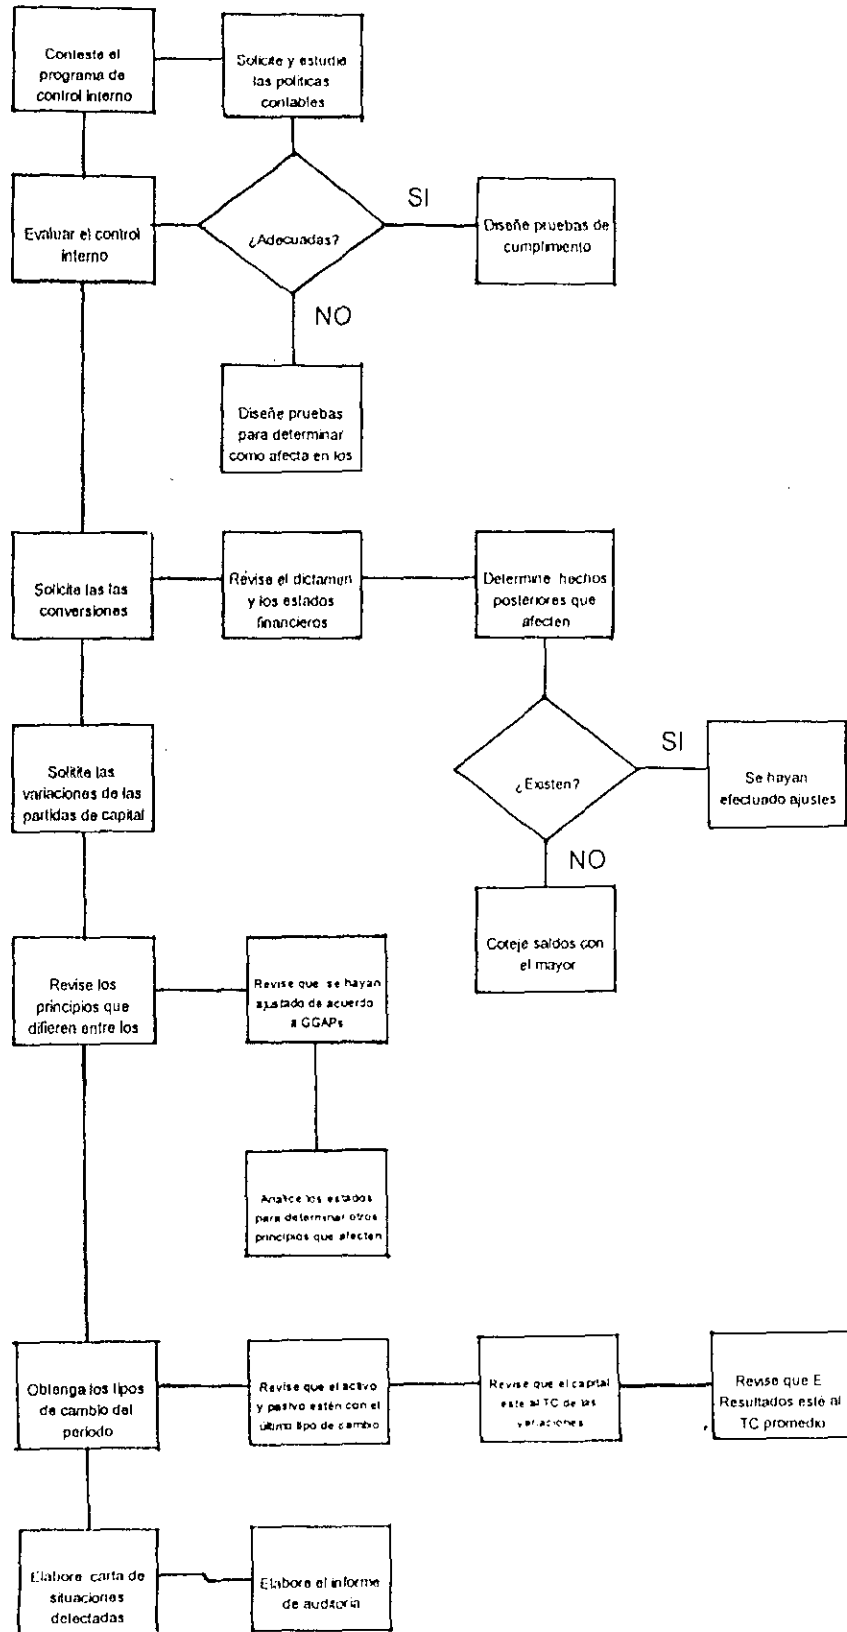 Conteste el
programa de
control interno
Solicite y estudie
las políticas
contables
Evaluar el control
interno
¿Adecuadas?
SI
Diseñe pruebas de
cumplimiento
NO
Diseñe pruebas
para determinar
como afecta en los
Solicite las las
conversiones
Revise el dictamen
y los estados
financieros
Determine hechos
posteriores que
afecten
¿Existen?
SI
Se hayan
efectuado ajustes
NO
Coteje saldos con
el mayor
Solicite las
variaciones de las
partidas de capital
Revise los
principios que
difieren entre los
Revise que se hayan
ajustado de acuerdo
a GGAPs
Analice los estados
para determinar otros
principios que afecten
Obtenga los tipos
de cambio del
periodo
Revise que el activo
y pasivo estén con el
último tipo de cambio
Revise que el capital
este al TC de las
variaciones
Revise que E
Resultados esté al
TC promedio
Elabore carta de
situaciones
detectadas
Elabore el informe
de auditoría